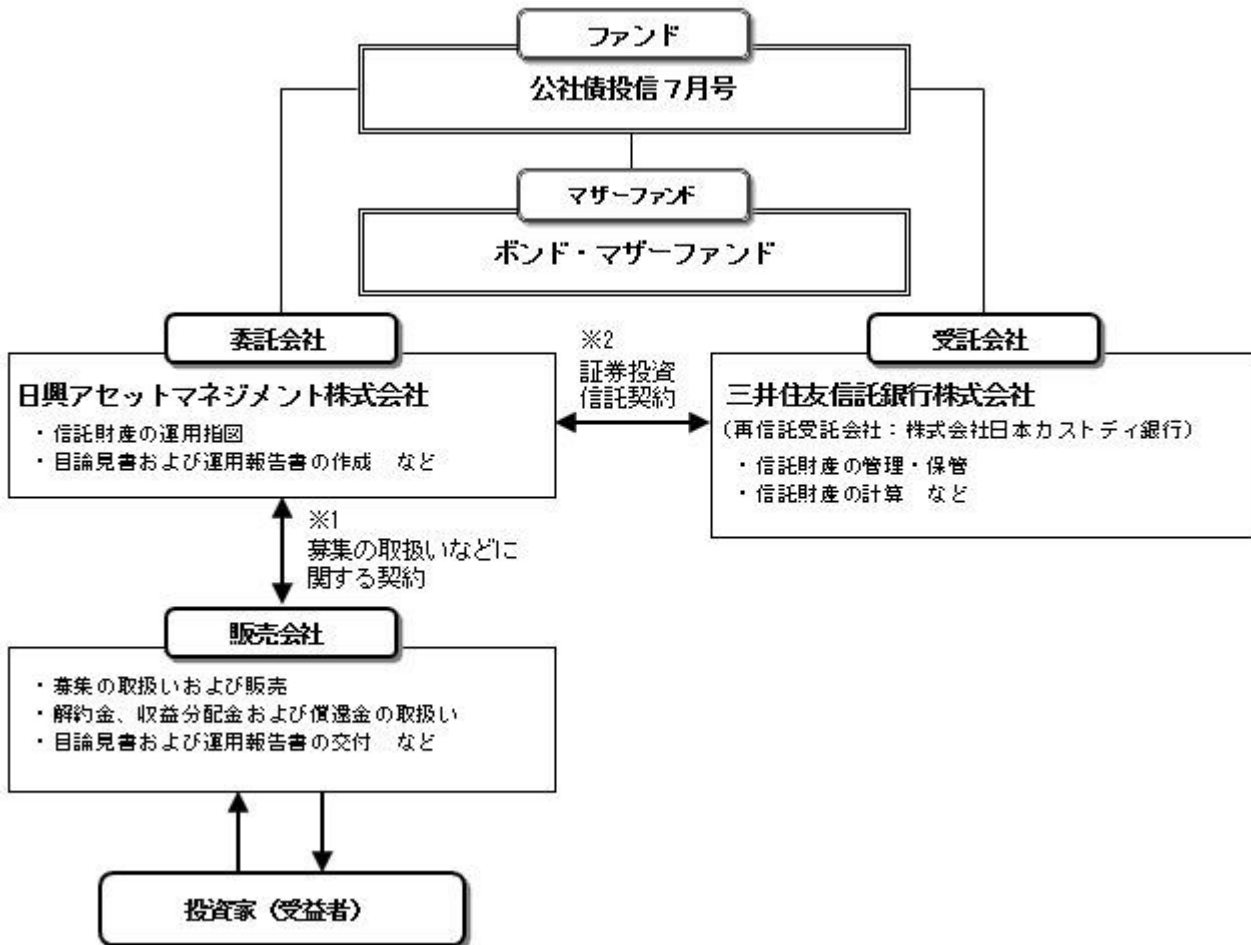 ファンド
公社債投信7月号
マザーファンド
ボンド・マザーファンド
委託会社
日興アセットマネジメント株式会社
・信託財産の運用指図
・目論見書および運用報告書の作成 など
※2
証券投資
信託契約
受託会社
三井住友信託銀行株式会社
(再信託受託会社:株式会社日本カストディ銀行)
・信託財産の管理・保管
・信託財産の計算 など
※1
募集の取扱いなどに
関する契約
販売会社
・募集の取扱いおよび販売
・解約金、収益分配金および償還金の取扱い
・目論見書および運用報告書の交付 など
投資家(受益者)